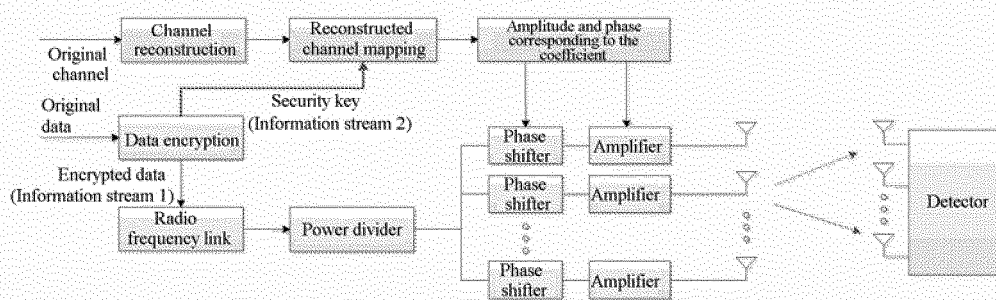 Original
channel
Channel
reconstruction
Reconstructed
channel mapping
Amplitude and phase
corresponding to the
coefficient
Security key
(Information stream 2)
Original
data
Data encryption
Encrypted data
(Information stream 1)
Radio
frequency link
Power divider
Phase
shifter
Amplifier
Phase
shifter
Amplifier
Phase
shifter
Amplifier
Detector